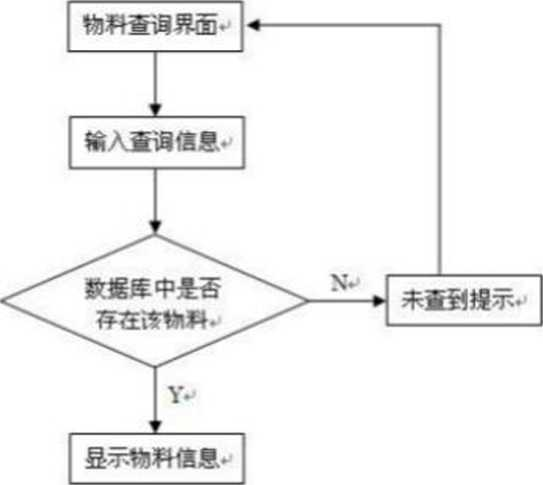 物料查询界面
输入查询信息
数据库中是否
存在该物料
N
未查到提示
Y
显示物料信息